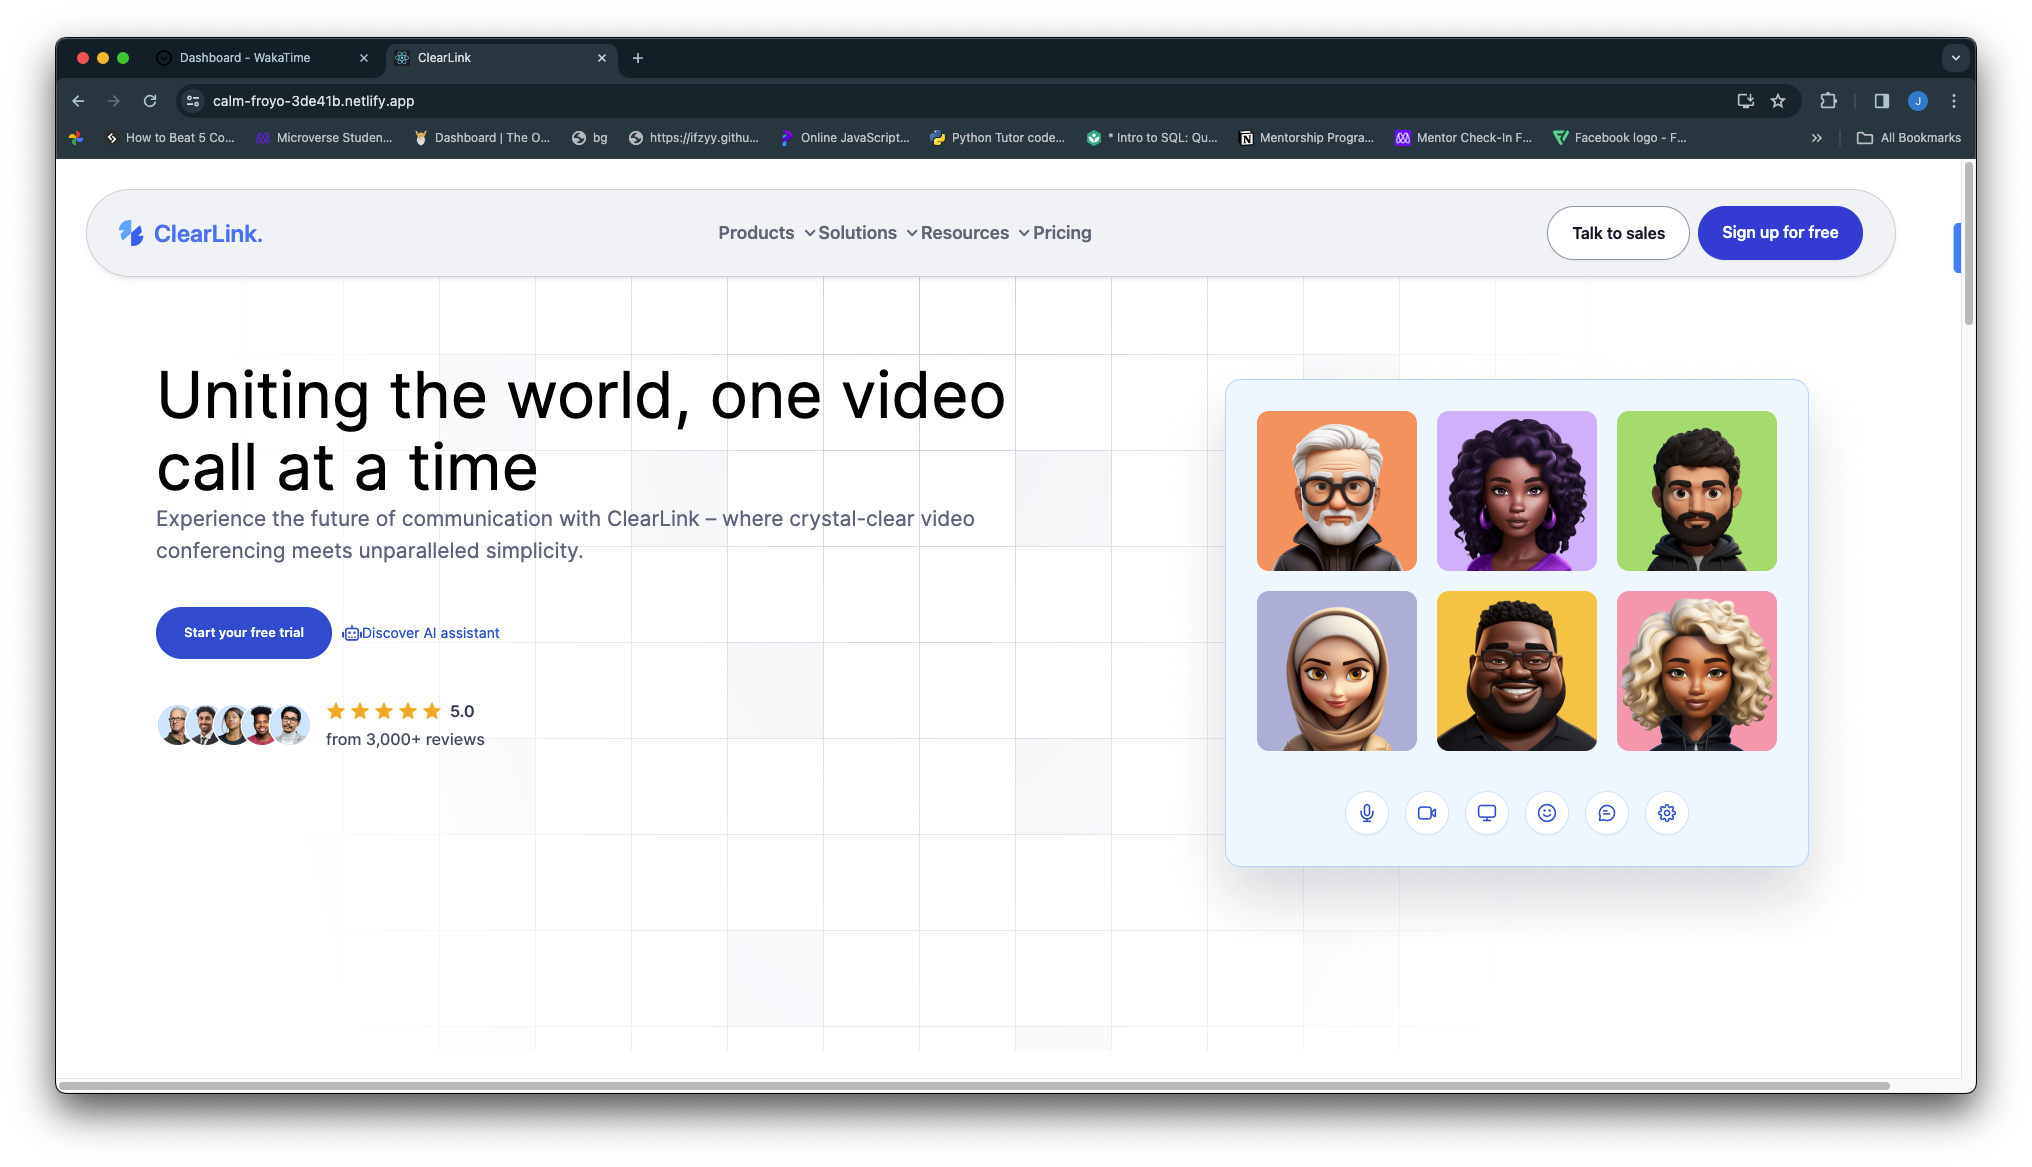 Dashboard - WakaTime
ClearLink
calm-froyo-3de41b.netlify.app
J
How to Beat 5 Co...
Microverse Studen...
Dashboard | The O...
bg
https://ifzyy.githu...
Online JavaScript...
Python Tutor code...
* Intro to SQL: Qu...
Mentorship Progra...
Mentor Check-In F...
Facebook logo - F...
All Bookmarks
ClearLink.
Products
Solutions
Resources
Pricing
Talk to sales
Sign up for free
Uniting the world, one video
call at a time
Experience the future of communication with ClearLink – where crystal-clear video
conferencing meets unparalleled simplicity.
Start your free trial
Discover AI assistant
5.0
from 3,000+ reviews